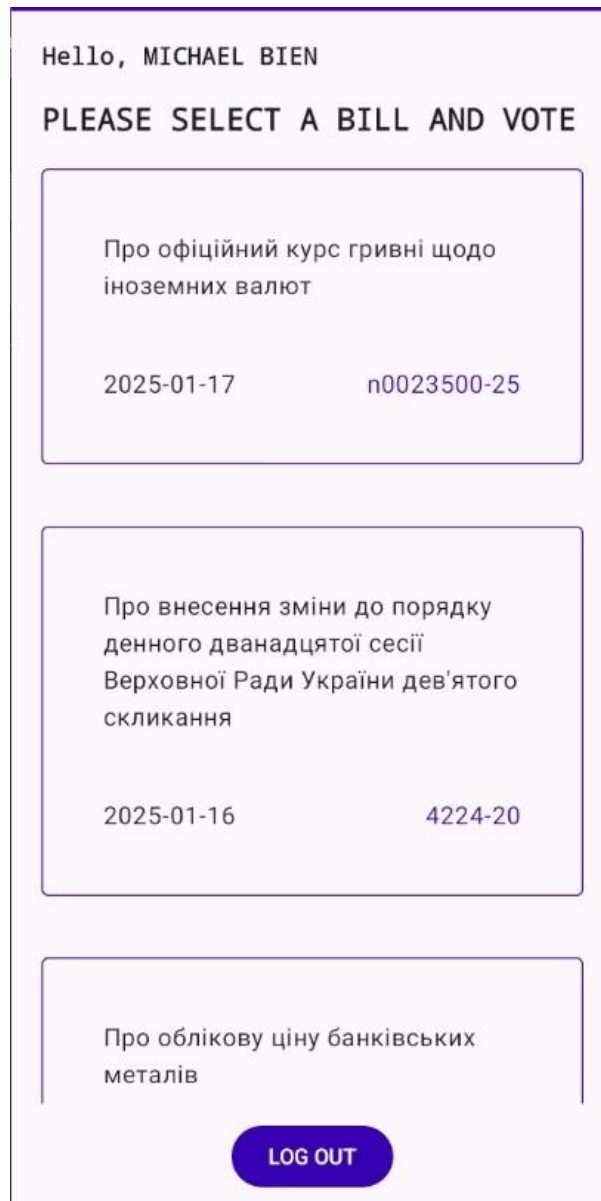 Hello, MICHAEL BIEN
PLEASE SELECT A BILL AND VOTE
Про офіційний курс гривні щодо
іноземних валют
2025-01-17 n0023500-25
Про внесення зміни до порядку
денного дванадцятої сесії
Верховної Ради України дев'ятого
скликання
2025-01-16 4224-20
Про облікову ціну банківських
металів
LOG OUT